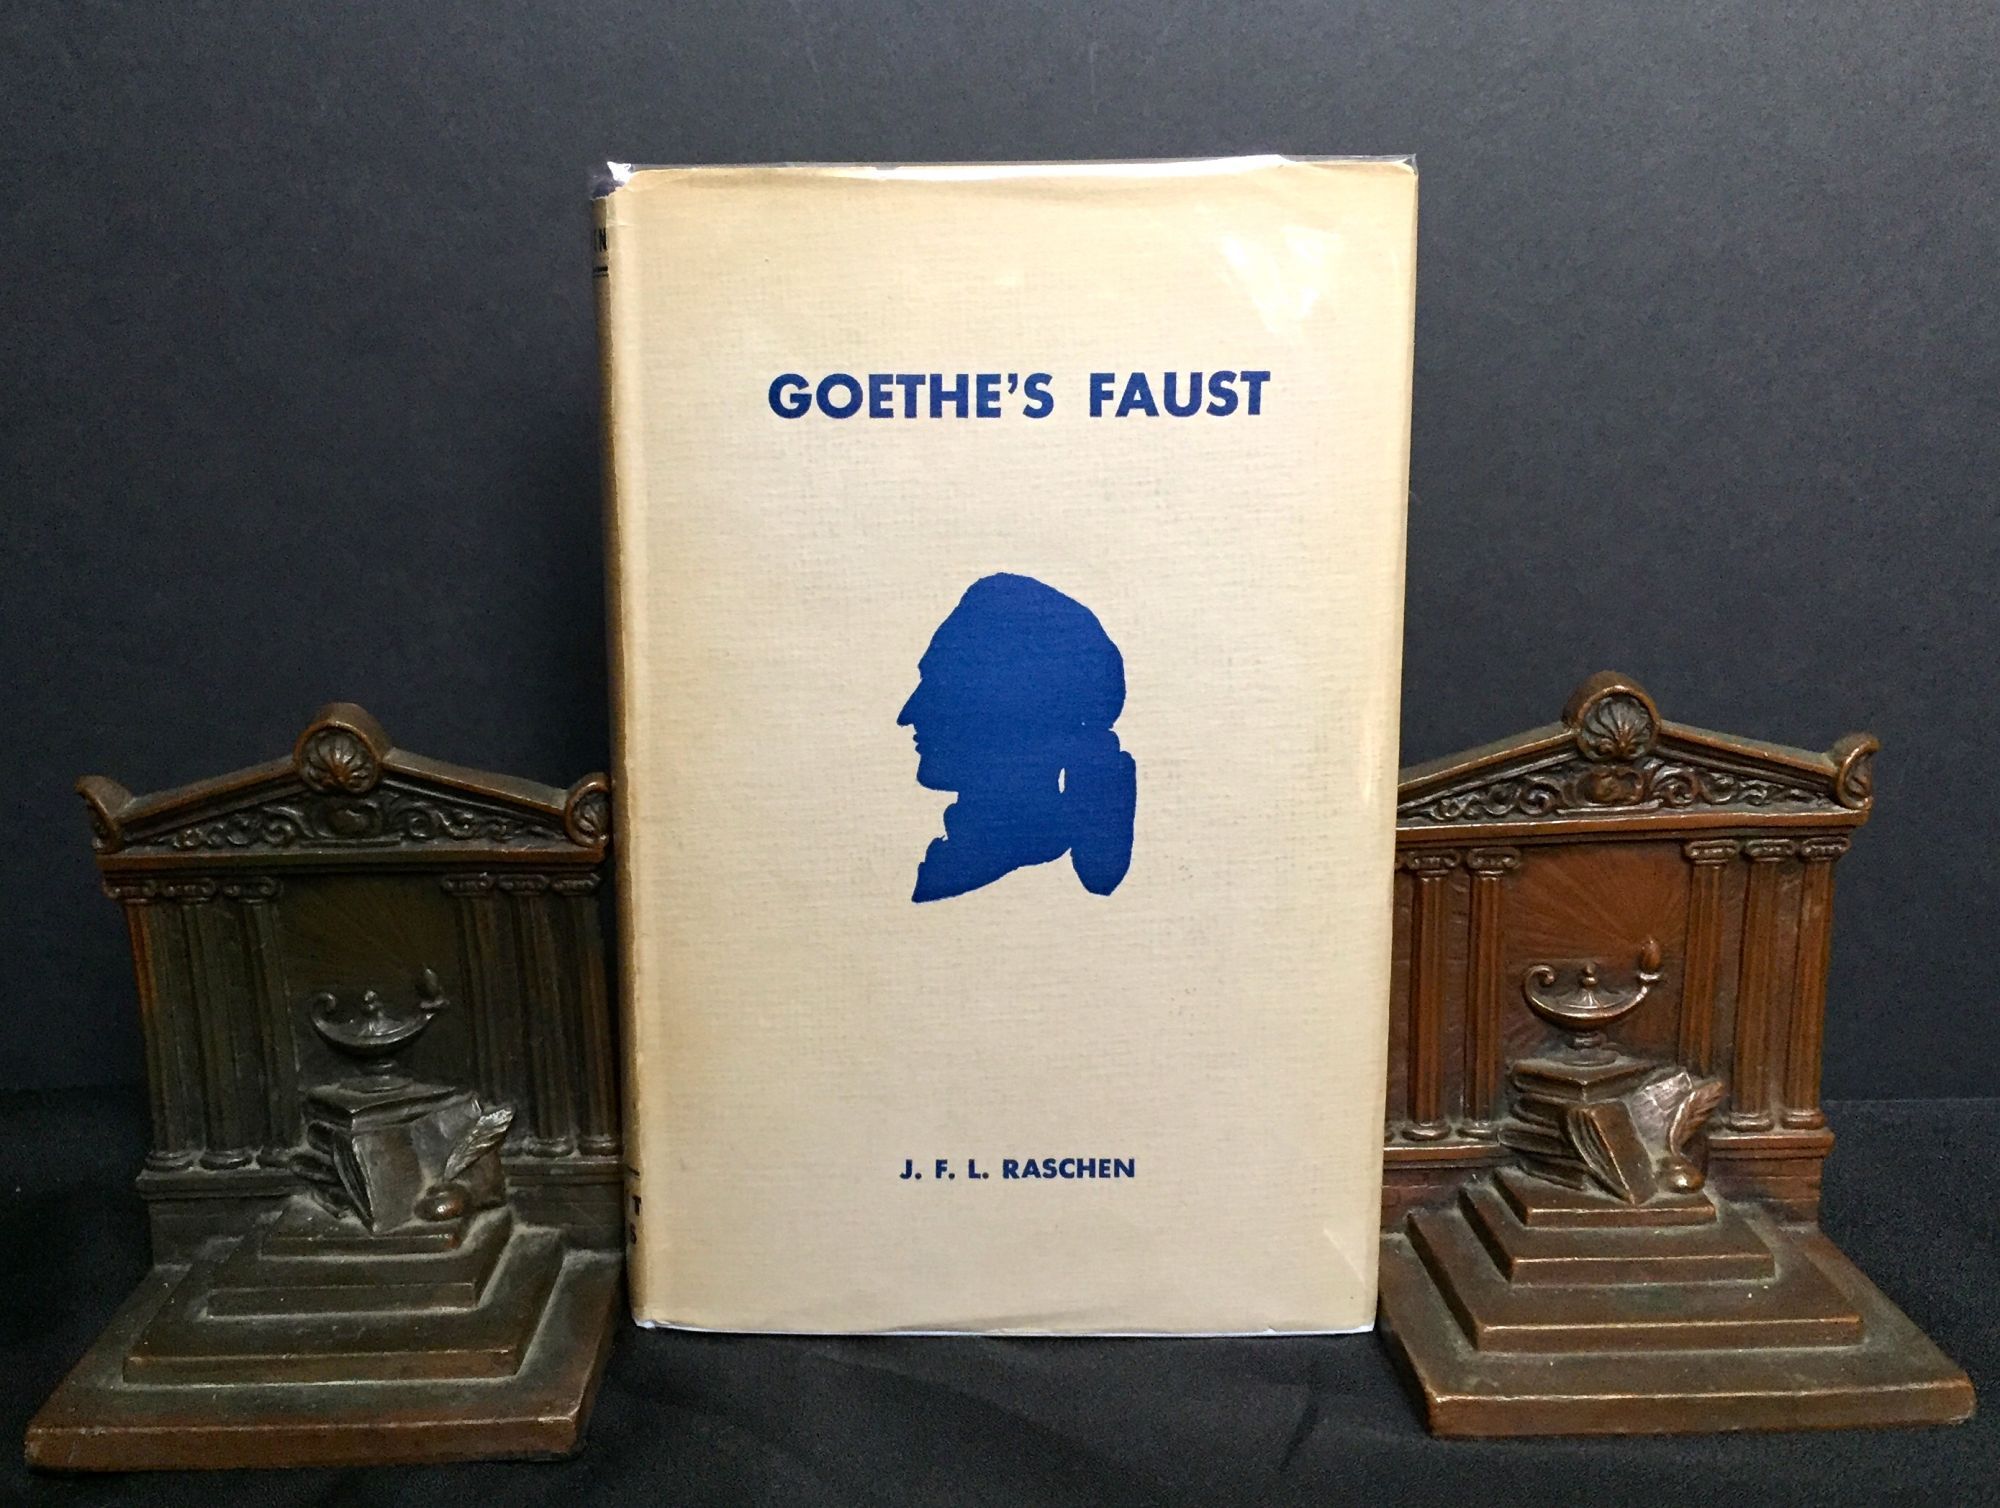 GOETHE'S FAUST
J. F. L. RASCHEN